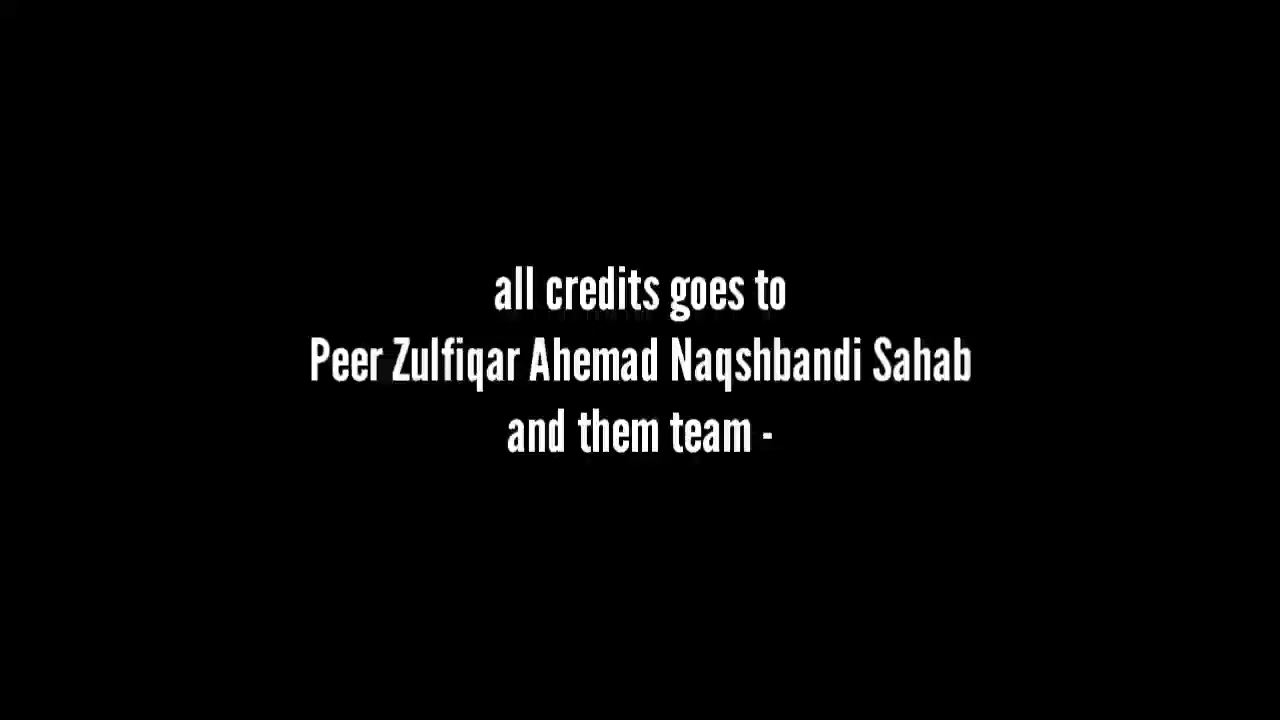 all credits goes to
Peer Zulfiqar Ahemad Naqshbandi Sahab
and them team -